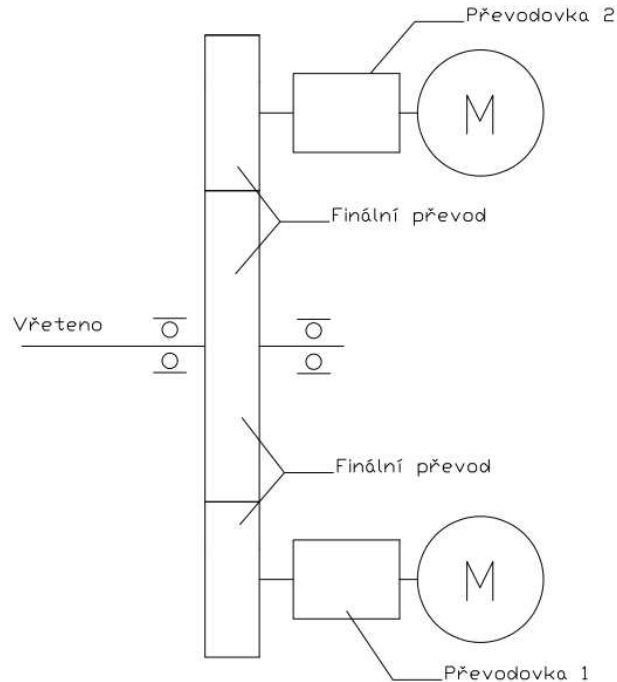 Převodovka 2
M
Finální převod
Vřeteno
Finální převod
M
Převodovka 1